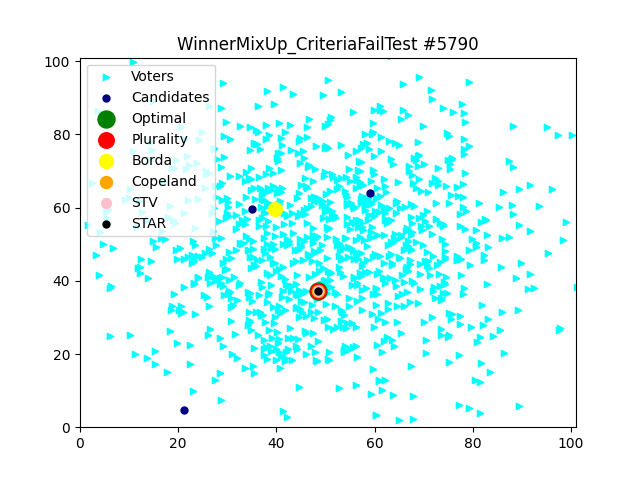 WinnerMixUp_CriteriaFailTest #5790
100
80
60
40
20
0
Voters
Candidates
Optimal
Plurality
Borda
Copeland
STV
STAR
0 20 40 60 80 100